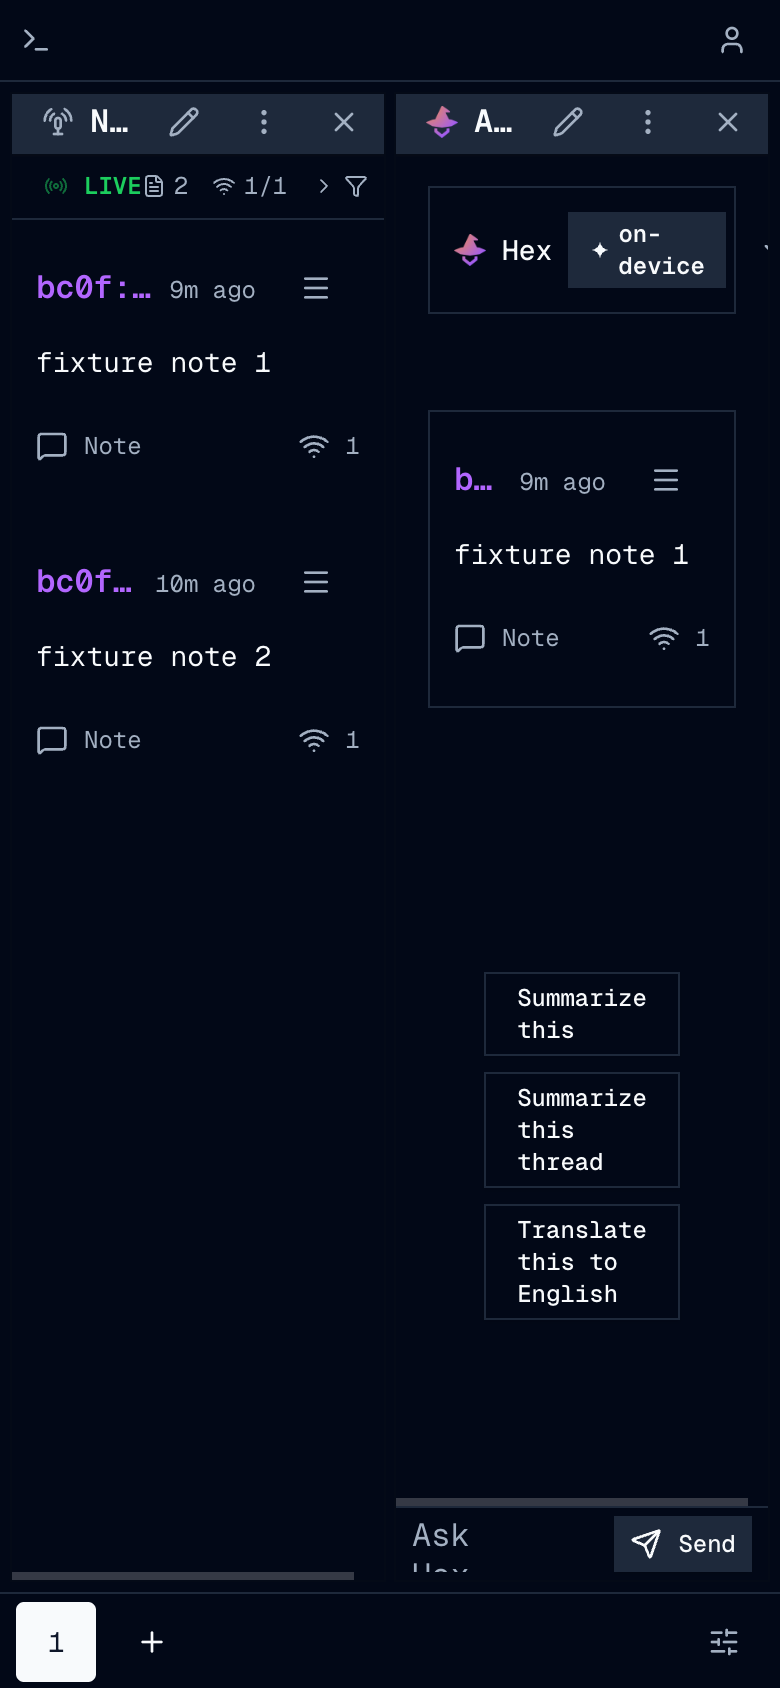 N…
LIVE 2 1/1
bc0f:… 9m ago
fixture note 1
Note 1
bc0f… 10m ago
fixture note 2
Note 1
A…
Hex
on-
device
b… 9m ago
fixture note 1
Note 1
Summarize
this
Summarize
this
thread
Translate
this to
English
Ask
Send
1